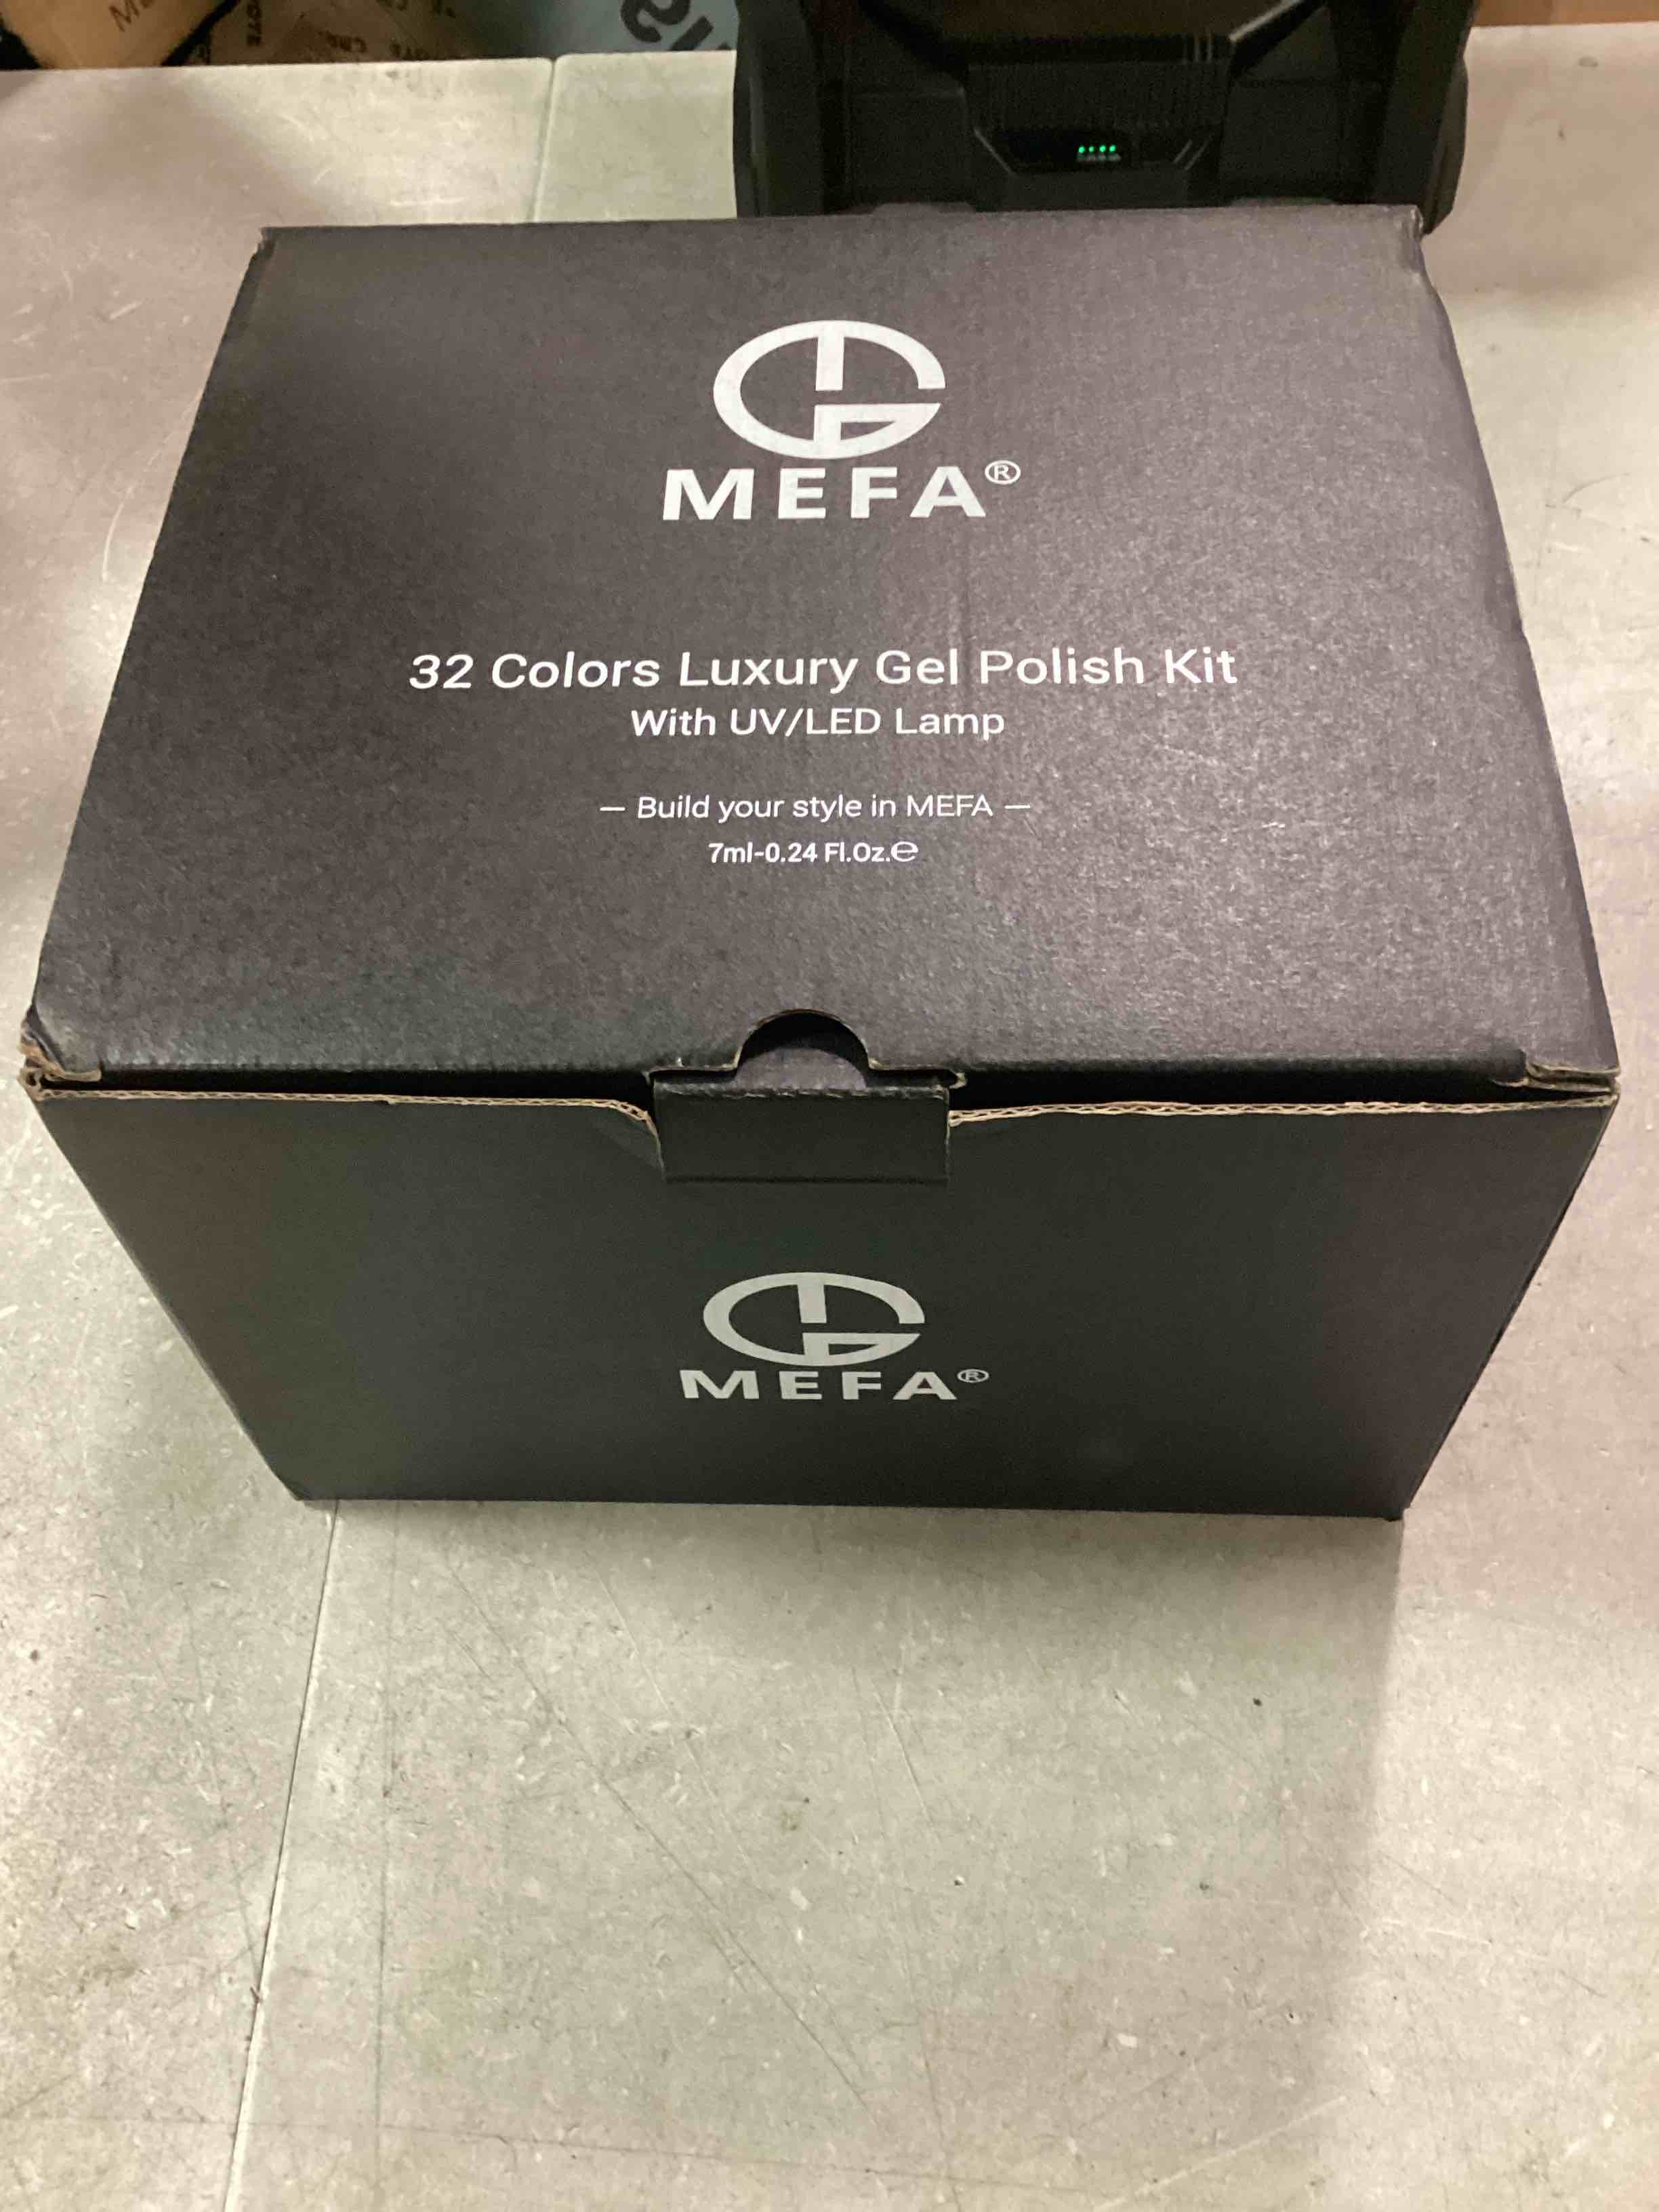 MEFA®
32 Colors Luxury Gel Polish Kit
With UV/LED Lamp
— Build your style in MEFA —
7ml-0.24 Fl.Oz.℮
MEFA®